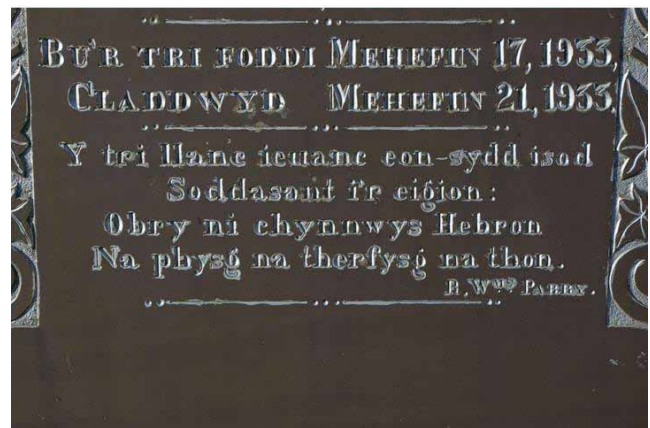 BU'R TRI FODDI MEHEFIN 17, 1933,
CLADDWYD MEHEFIN 21, 1933.
Y tri llanc ieuanc eon-sydd isod
Soddasant i'r eigion:
Obry ni chynnwys Hebron
Na physg na therfysg na thon.
R. Wms PARRY.